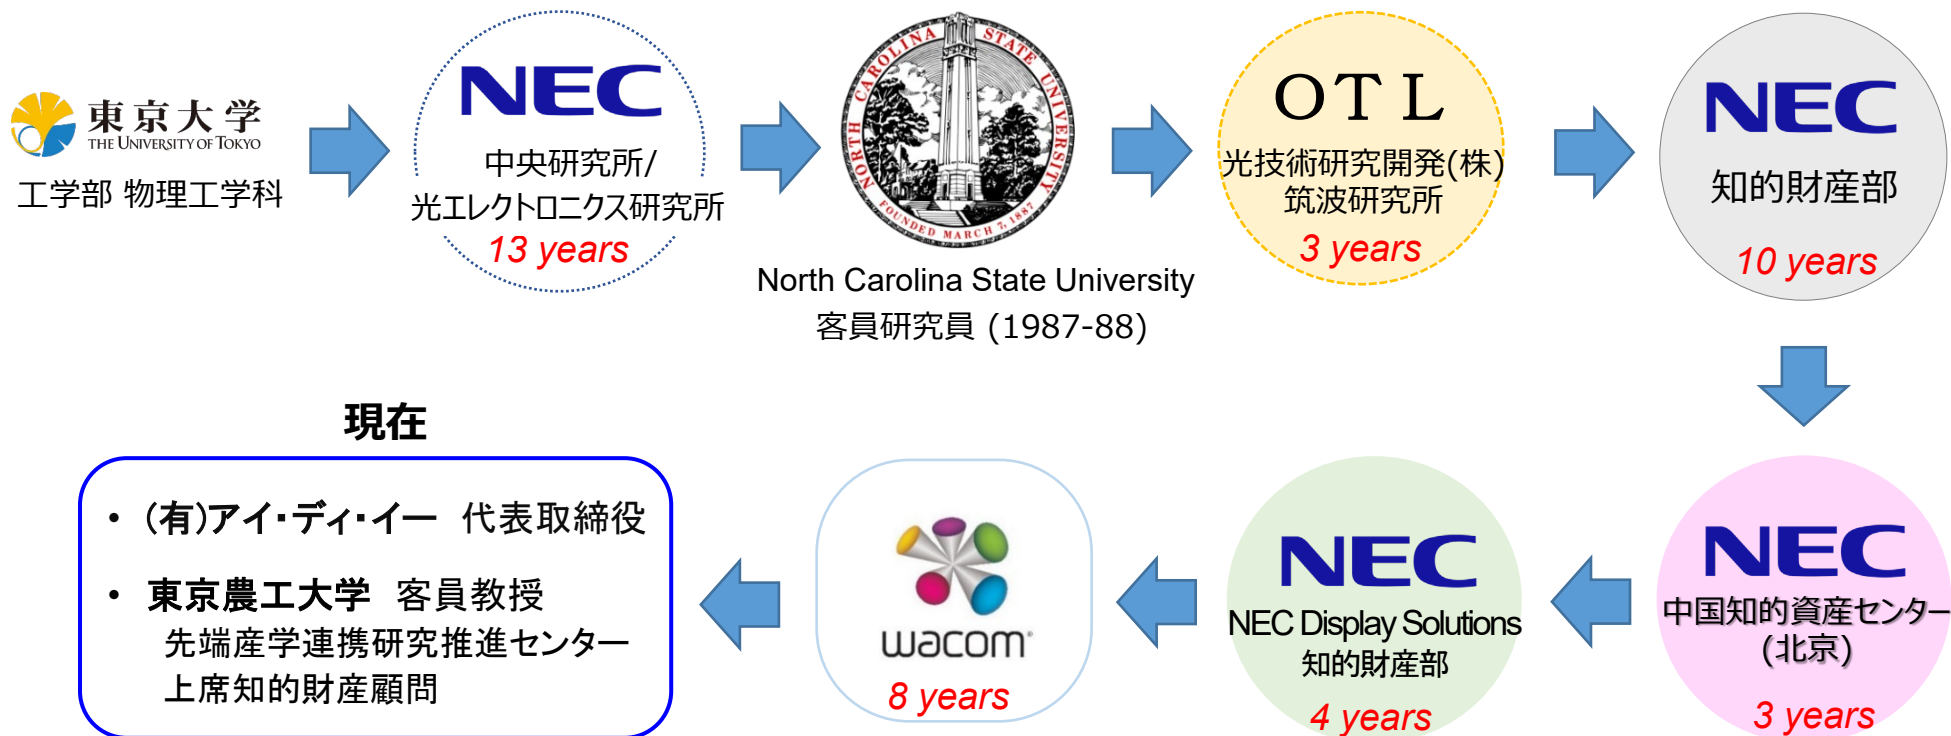 東京大学
THE UNIVERSITY OF TOKYO
工学部 物理工学科
NEC
中央研究所/
光エレクトロニクス研究所
13 years
NORTH CAROLINA STATE UNIVERSITY
FOUNDED MARCH 7, 1887
North Carolina State University
客員研究員 (1987-88)
OTL
光技術研究開発(株)
筑波研究所
3 years
NEC
知的財産部
10 years
NEC
中国知的資産センター
(北京)
3 years
NEC
NEC Display Solutions
知的財産部
4 years
wacom®
8 years
現在
• (有)アイ・ディ・イー 代表取締役
• 東京農工大学 客員教授
先端産学連携研究推進センター
上席知的財産顧問